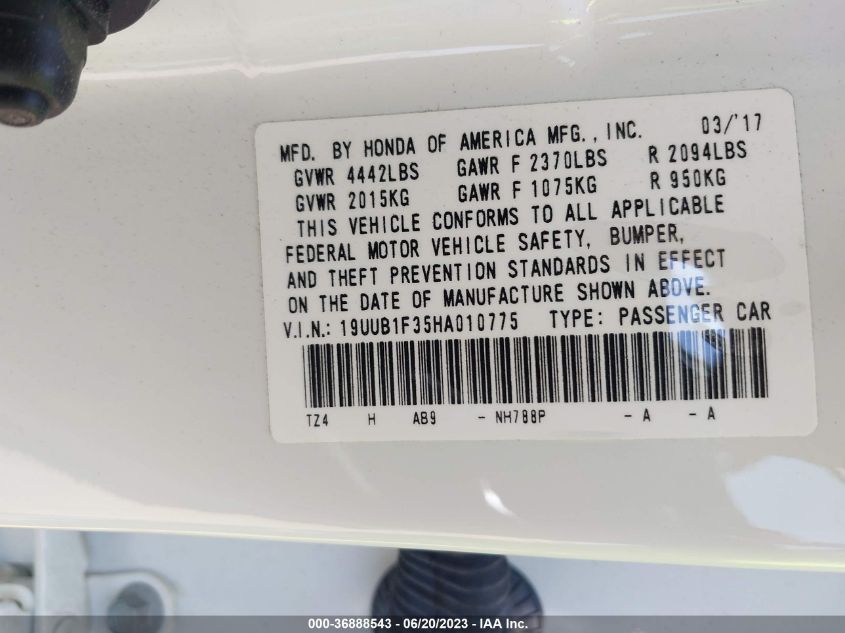 MFD. BY HONDA OF AMERICA MFG., INC. 03/'17
GVWR 4442LBS GAWR F 2370LBS R 2094LBS
GVWR 2015KG GAWR F 1075KG R 950KG
THIS VEHICLE CONFORMS TO ALL APPLICABLE
FEDERAL MOTOR VEHICLE SAFETY, BUMPER,
AND THEFT PREVENTION STANDARDS IN EFFECT
ON THE DATE OF MANUFACTURE SHOWN ABOVE.
V.I.N.: 19UUB1F35HA010775 TYPE: PASSENGER CAR
TZ4 H AB9 - NH788P - A - A
000-36888543 / 06/20/2023 - IAA Inc.